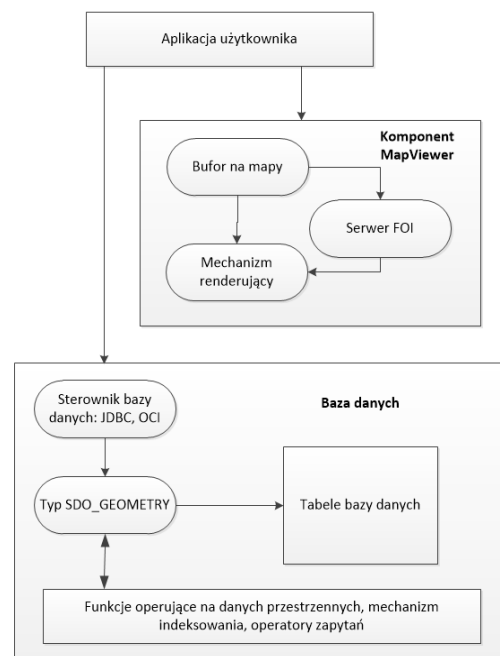 Aplikacja użytkownika
Komponent
MapViewer
Bufor na mapy
Serwer FOI
Mechanizm
renderujący
Baza danych
Sterownik bazy
danych: JDBC, OCI
Typ SDO_GEOMETRY
Tabele bazy danych
Funkcje operujące na danych przestrzennych, mechanizm
indeksowania, operatory zapytań